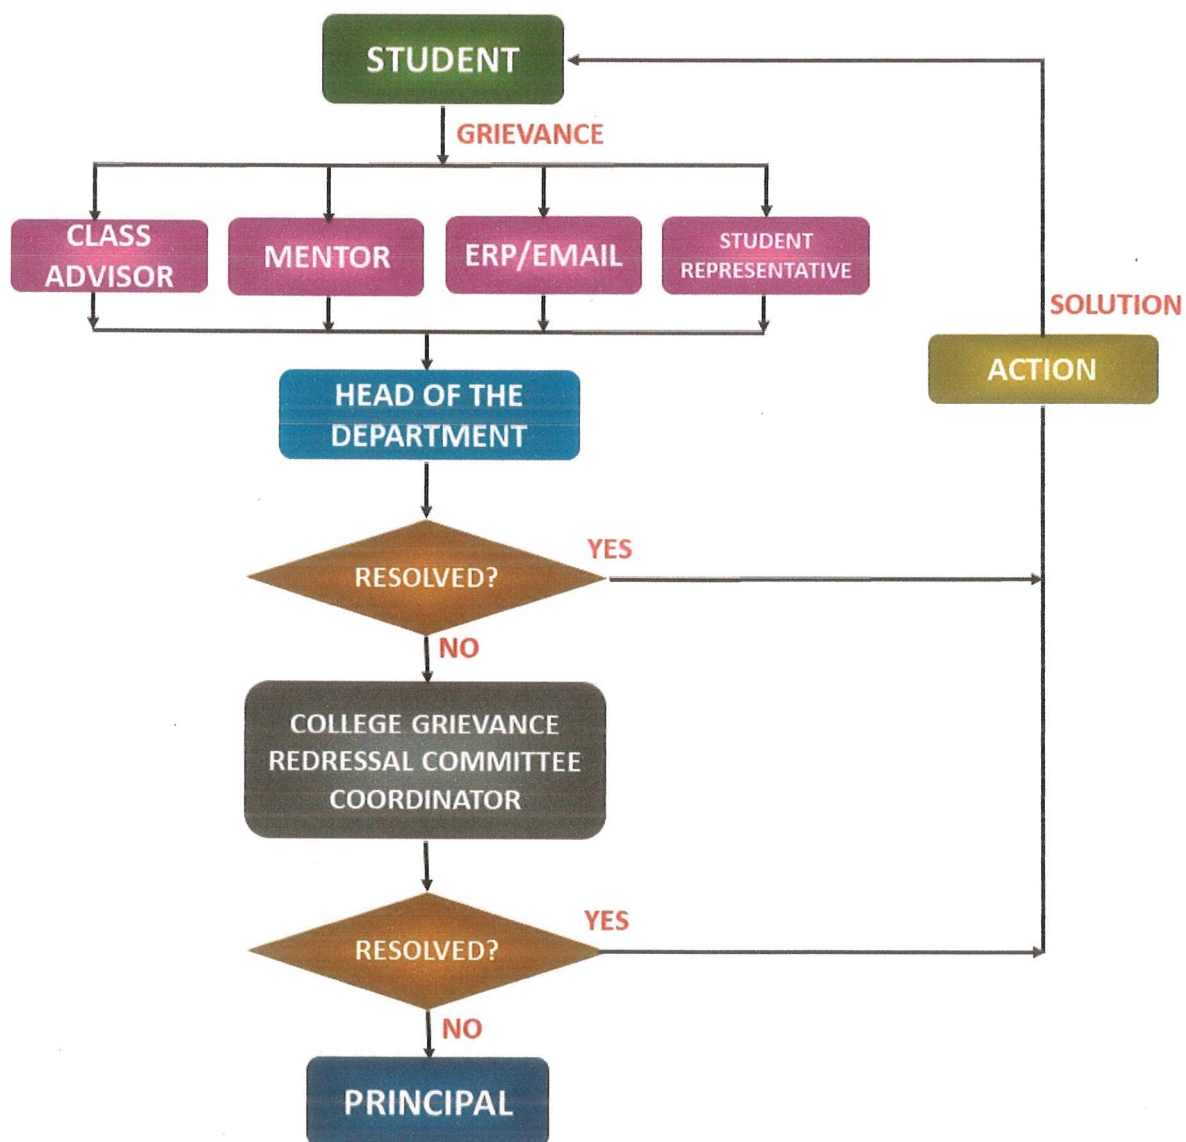 STUDENT
GRIEVANCE
CLASS
ADVISOR
MENTOR
ERP/EMAIL
STUDENT
REPRESENTATIVE
SOLUTION
ACTION
HEAD OF THE
DEPARTMENT
YES
RESOLVED?
NO
COLLEGE GRIEVANCE
REDRESSAL COMMITTEE
COORDINATOR
YES
RESOLVED?
NO
PRINCIPAL